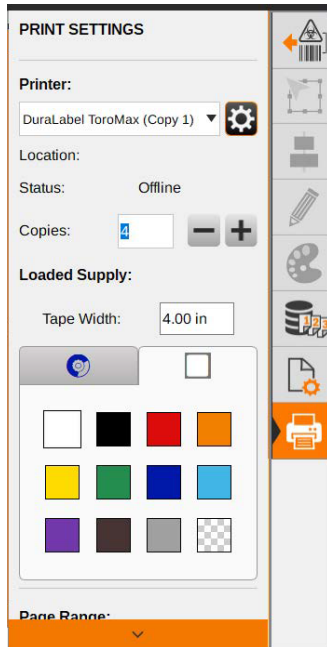 PRINT SETTINGS
Printer:
DuraLabel ToroMax (Copy 1)
Location:
Status: Offline
Copies: 4
Loaded Supply:
Tape Width: 4.00 in
123
Page Range: